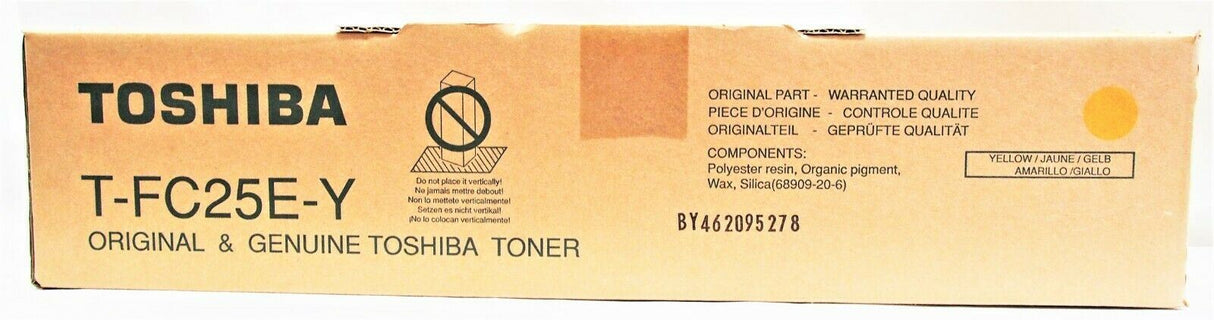 TOSHIBA
T-FC25E-Y
ORIGINAL & GENUINE TOSHIBA TONER
Do not place it vertically!
Ne jamais mettre debout!
Non lo mettete verticalmente!
Setzen es nicht vertikal!
¡No lo colocan verticalmente!
ORIGINAL PART - WARRANTED QUALITY
PIECE D'ORIGINE - CONTROLE QUALITE
ORIGINALTEIL - GEPRÜFTE QUALITÄT
COMPONENTS:
Polyester resin, Organic pigment,
Wax, Silica(68909-20-6)
BY462095278
YELLOW / JAUNE / GELB
AMARILLO /GIALLO